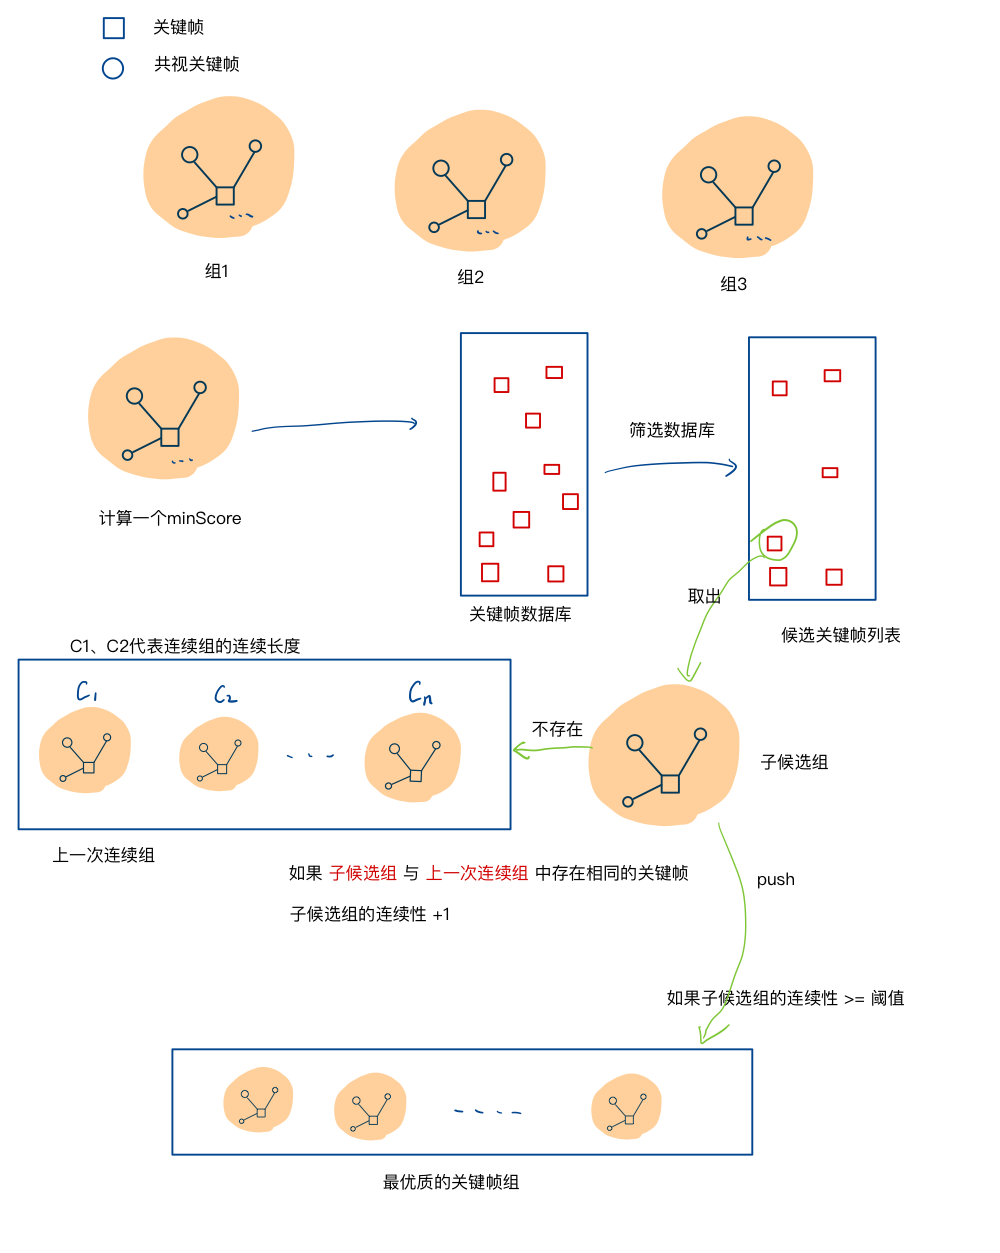 关键帧
共视关键帧
组1
组2
组3
筛选数据库
计算一个minScore
取出
关键帧数据库
候选关键帧列表
C1、C2代表连续组的连续长度
C1
C2
Cn
不存在
子候选组
上一次连续组
如果 子候选组 与 上一次连续组 中存在相同的关键帧
push
子候选组的连续性 +1
如果子候选组的连续性 >= 阈值
最优质的关键帧组